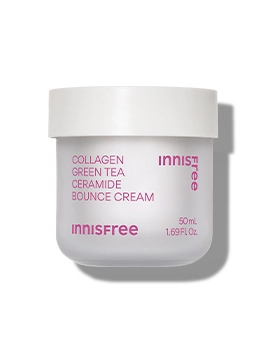 COLLAGEN
GREEN TEA
CERAMIDE
BOUNCE CREAM
INNISFree
50mL
1.69Fl.Oz.
INNISFree